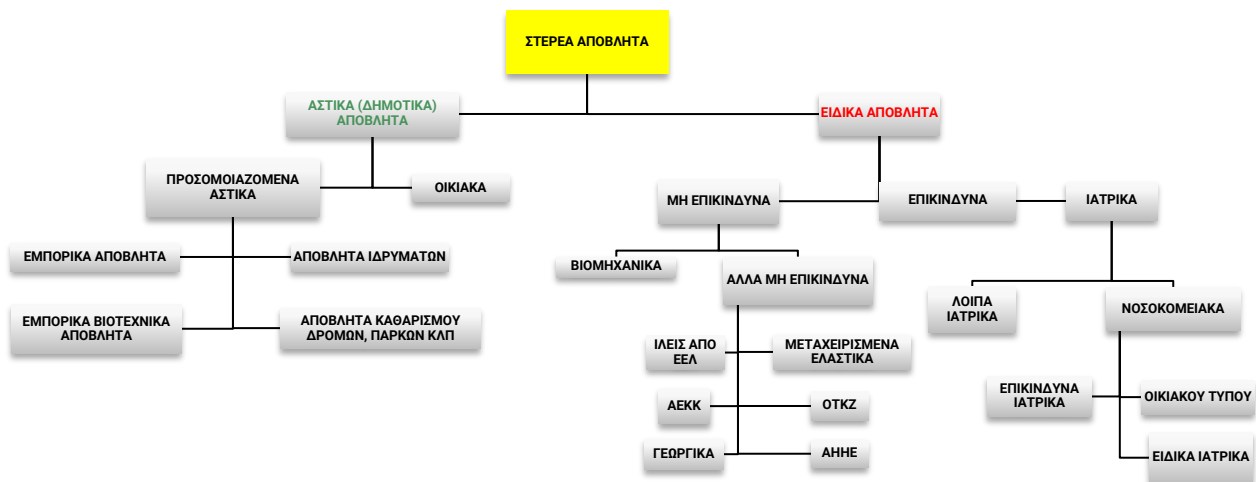 ΣΤΕΡΕΑ ΑΠΟΒΛΗΤΑ
ΑΣΤΙΚΑ (ΔΗΜΟΤΙΚΑ)
ΑΠΟΒΛΗΤΑ
ΕΙΔΙΚΑ ΑΠΟΒΛΗΤΑ
ΠΡΟΣΟΜΟΙΑΖΟΜΕΝΑ
ΑΣΤΙΚΑ
ΟΙΚΙΑΚΑ
ΜΗ ΕΠΙΚΙΝΔΥΝΑ
ΕΠΙΚΙΝΔΥΝΑ
ΙΑΤΡΙΚΑ
ΕΜΠΟΡΙΚΑ ΑΠΟΒΛΗΤΑ
ΑΠΟΒΛΗΤΑ ΙΔΡΥΜΑΤΩΝ
ΒΙΟΜΗΧΑΝΙΚΑ
ΑΛΛΑ ΜΗ ΕΠΙΚΙΝΔΥΝΑ
ΛΟΙΠΑ
ΙΑΤΡΙΚΑ
ΝΟΣΟΚΟΜΕΙΑΚΑ
ΕΜΠΟΡΙΚΑ ΒΙΟΤΕΧΝΙΚΑ
ΑΠΟΒΛΗΤΑ
ΑΠΟΒΛΗΤΑ ΚΑΘΑΡΙΣΜΟΥ
ΔΡΟΜΩΝ, ΠΑΡΚΩΝ ΚΛΠ
ΙΛΕΙΣ ΑΠΟ
ΕΕΛ
ΜΕΤΑΧΕΙΡΙΣΜΕΝΑ
ΕΛΑΣΤΙΚΑ
ΕΠΙΚΙΝΔΥΝΑ
ΙΑΤΡΙΚΑ
ΟΙΚΙΑΚΟΥ ΤΥΠΟΥ
ΑΕΚΚ
ΟΤΚΖ
ΓΕΩΡΓΙΚΑ
ΑΗΗΕ
ΕΙΔΙΚΑ ΙΑΤΡΙΚΑ